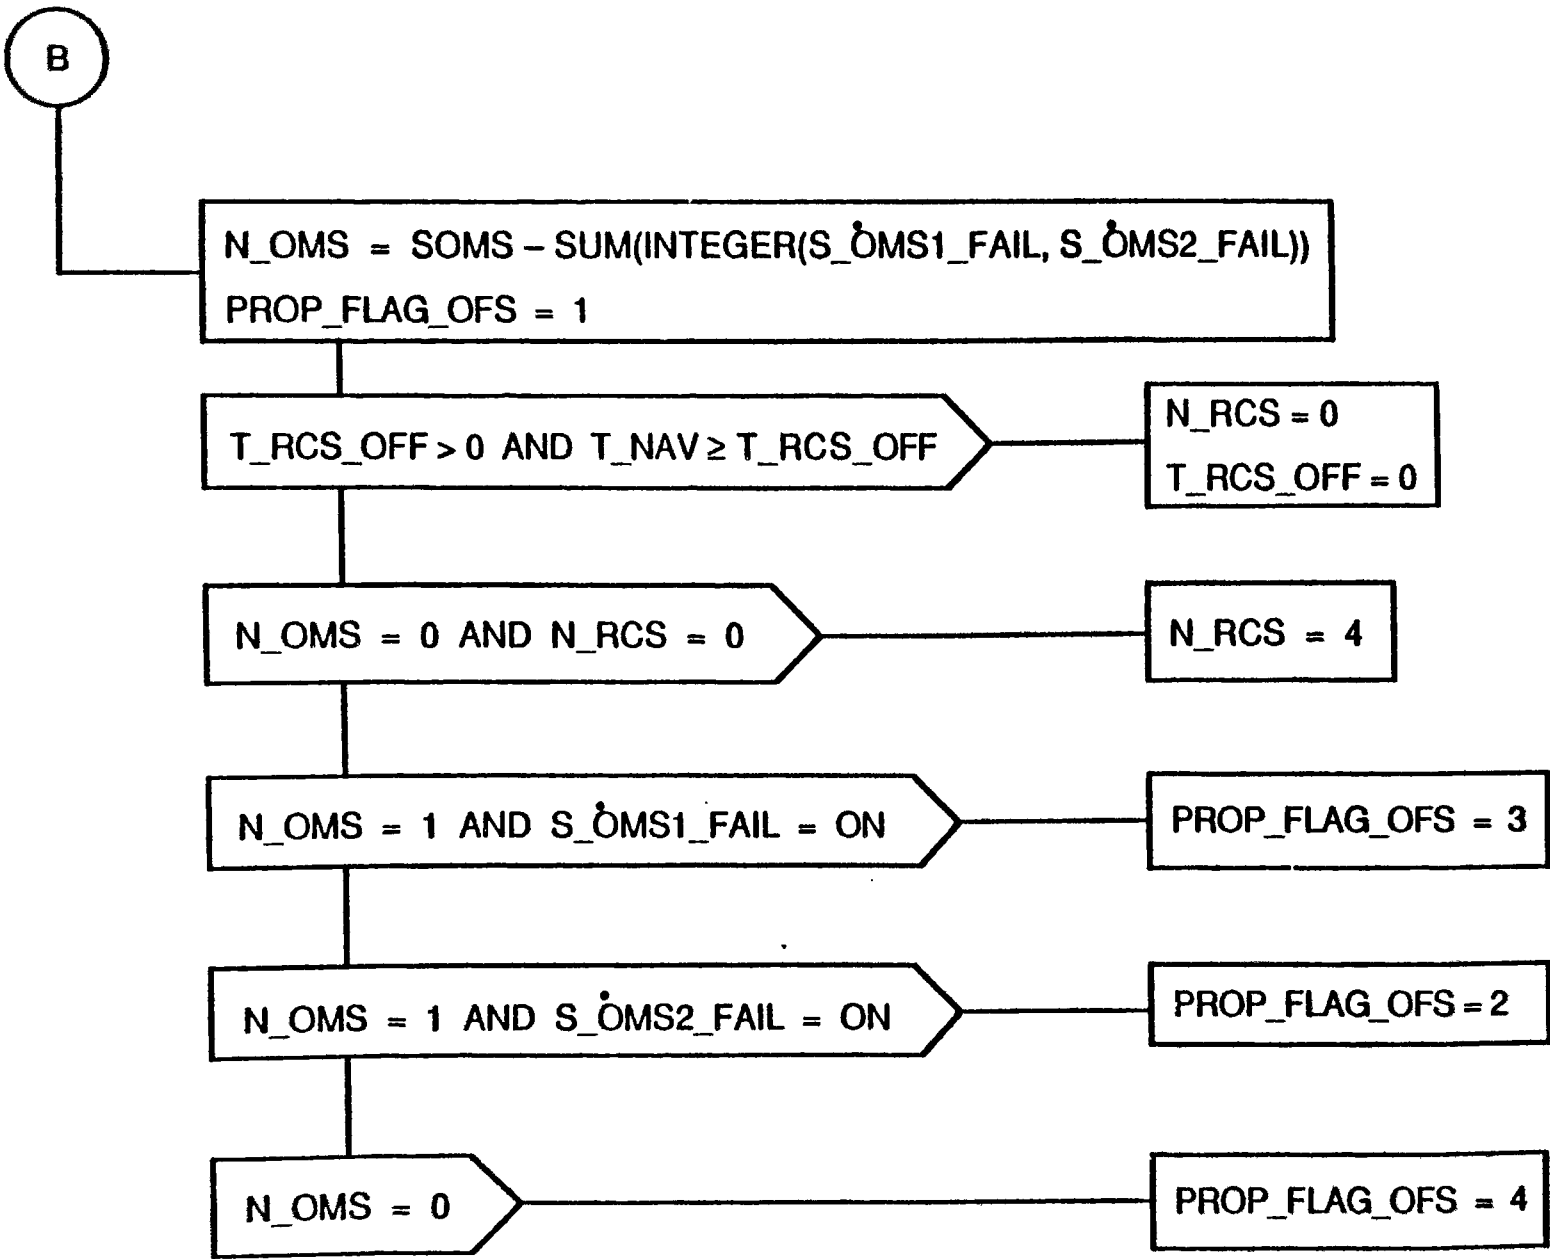 B
N_OMS = SOMS – SUM(INTEGER(S_ȮMS1_FAIL, S_ȮMS2_FAIL))
PROP_FLAG_OFS = 1
T_RCS_OFF > 0 AND T_NAV ≥ T_RCS_OFF
N_RCS = 0
T_RCS_OFF = 0
N_OMS = 0 AND N_RCS = 0
N_RCS = 4
N_OMS = 1 AND S_ȮMS1_FAIL = ON
PROP_FLAG_OFS = 3
N_OMS = 1 AND S_ȮMS2_FAIL = ON
PROP_FLAG_OFS = 2
N_OMS = 0
PROP_FLAG_OFS = 4